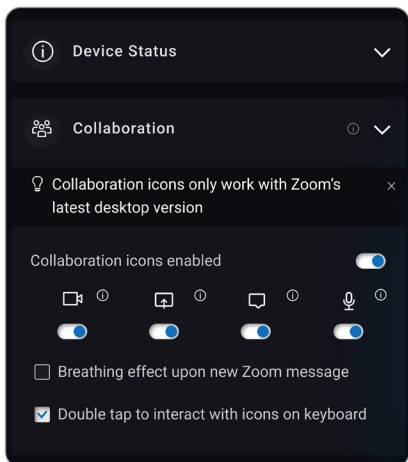 Device Status
Collaboration
Collaboration icons only work with Zoom's
latest desktop version
Collaboration icons enabled
Breathing effect upon new Zoom message
Double tap to interact with icons on keyboard